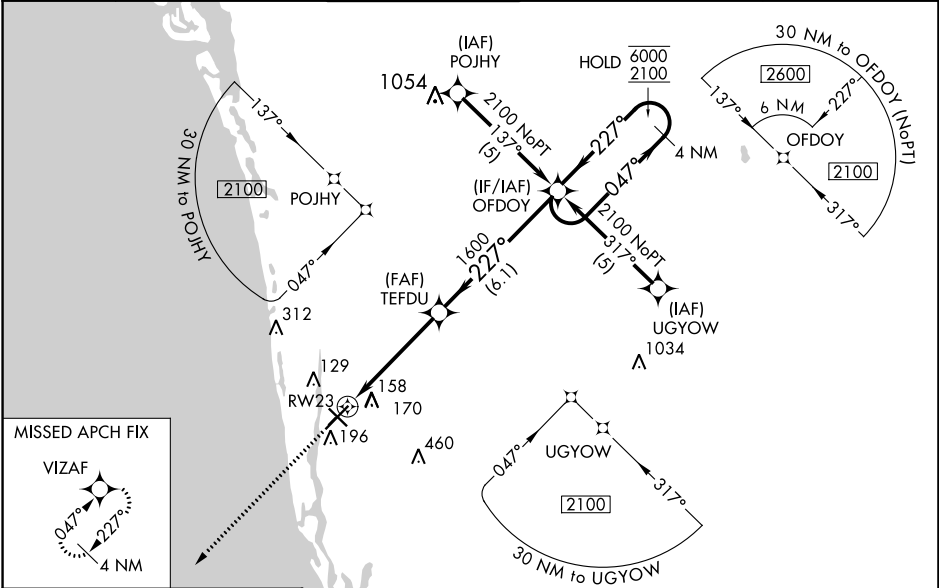 (IAF)
POJHY
1054
2100 NoPT
137°
(5)
HOLD
6000
2100
227°
047°
4 NM
(IF/IAF)
OFDOY
2100 NoPT
317°
(5)
(IAF)
UGYOW
1034
1600
227°
(6.1)
(FAF)
TEFDU
30 NM to OFDOY (NoPT)
2600
137°
6 NM
227°
OFDOY
2100
317°
137°
30 NM to POJHY
2100
POJHY
047°
312
129
RW23
158
170
196
460
MISSED APCH FIX
VIZAF
047°
227°
4 NM
UGYOW
047°
317°
2100
30 NM to UGYOW